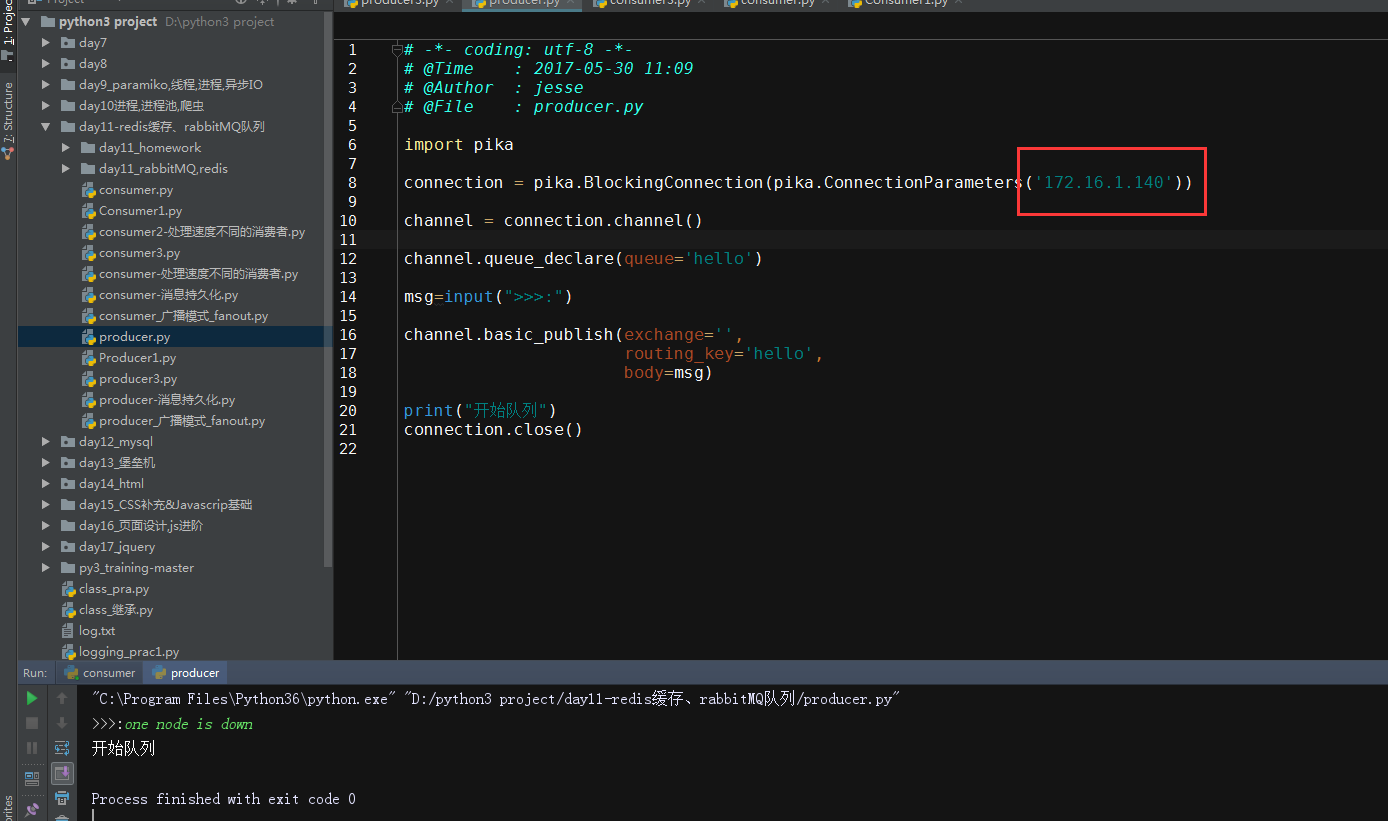 Project
producer3.py
producer.py
consumer3.py
consumer.py
Consumer1.py
1: Project
7: Structure
python3 project D:\python3 project
day7
day8
day9_paramiko,线程,进程,异步IO
day10进程,进程池,爬虫
day11-redis缓存、rabbitMQ队列
day11_homework
day11_rabbitMQ,redis
consumer.py
Consumer1.py
consumer2-处理速度不同的消费者.py
consumer3.py
consumer-处理速度不同的消费者.py
consumer-消息持久化.py
consumer_广播模式_fanout.py
producer.py
Producer1.py
producer3.py
producer-消息持久化.py
producer_广播模式_fanout.py
day12_mysql
day13_堡垒机
day14_html
day15_CSS补充&Javascrip基础
day16_页面设计,js进阶
day17_jquery
py3_training-master
class_pra.py
class_继承.py
log.txt
logging_prac1.py
1 # -*- coding: utf-8 -*-
2 # @Time    : 2017-05-30 11:09
3 # @Author  : jesse
4 # @File    : producer.py
5
6 import pika
7
8 connection = pika.BlockingConnection(pika.ConnectionParameters('172.16.1.140'))
9
10 channel = connection.channel()
11
12 channel.queue_declare(queue='hello')
13
14 msg=input(">>>:")
15
16 channel.basic_publish(exchange='',
17                       routing_key='hello',
18                       body=msg)
19
20 print("开始队列")
21 connection.close()
22
Run: consumer producer
"C:\Program Files\Python36\python.exe" "D:/python3 project/day11-redis缓存、rabbitMQ队列/producer.py"
>>>:one node is down
开始队列
Process finished with exit code 0